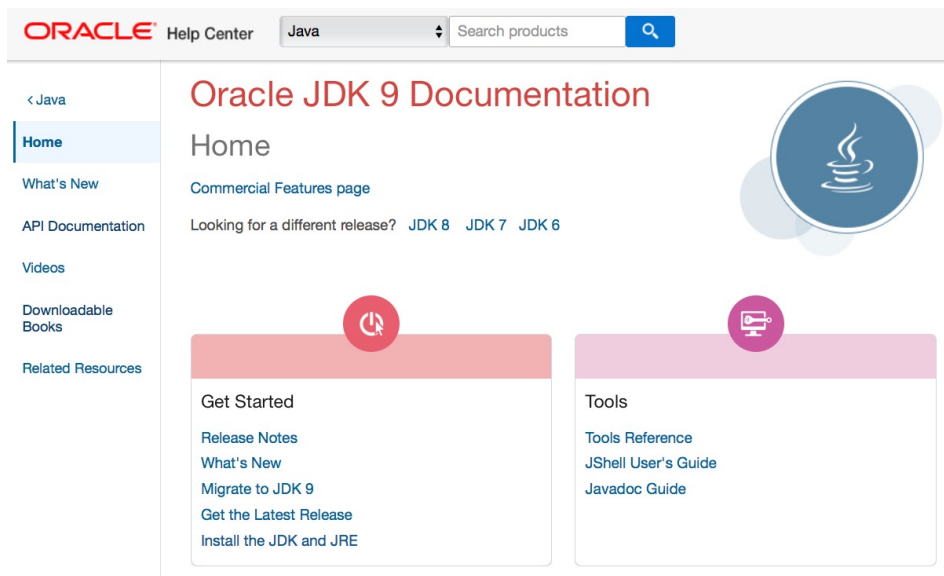 ORACLE® Help Center Java Search products
< Java
Home
What's New
API Documentation
Videos
Downloadable
Books
Related Resources
Oracle JDK 9 Documentation
Home
Commercial Features page
Looking for a different release? JDK 8 JDK 7 JDK 6
Get Started
Release Notes
What's New
Migrate to JDK 9
Get the Latest Release
Install the JDK and JRE
Tools
Tools Reference
JShell User's Guide
Javadoc Guide